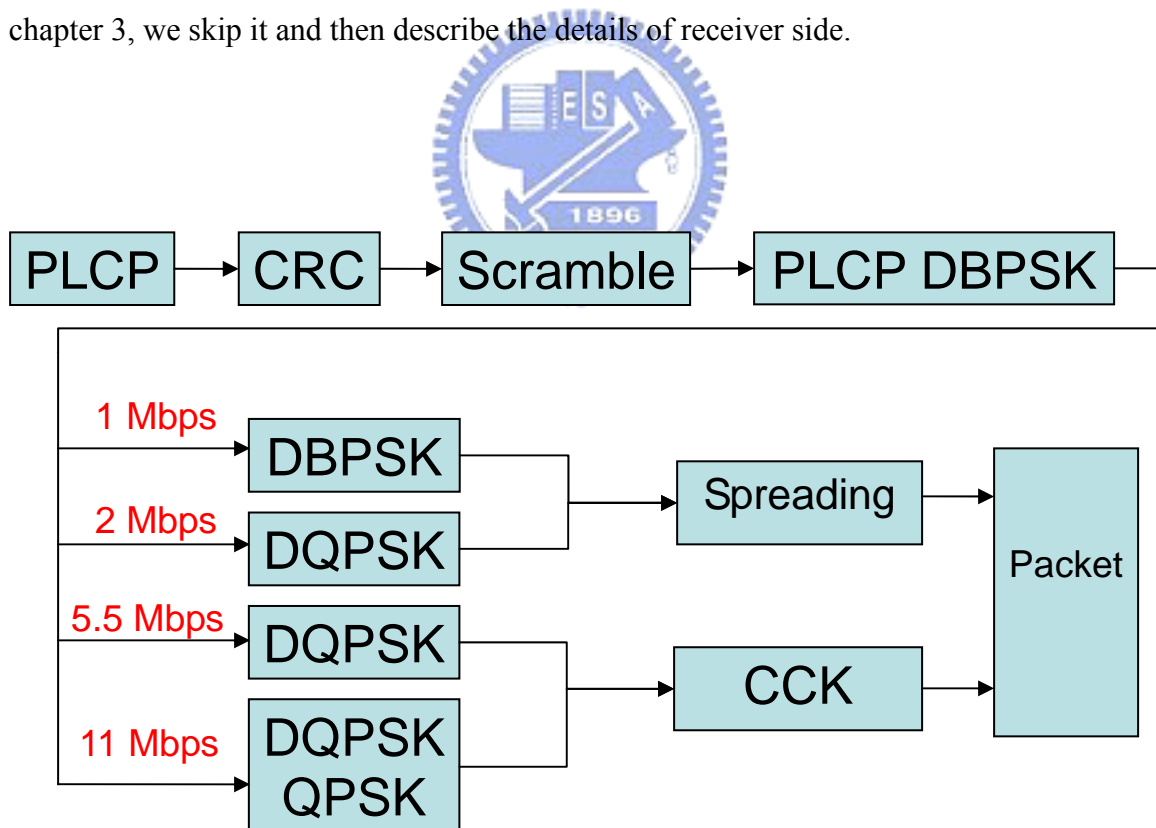 chapter 3, we skip it and then describe the details of receiver side.
E S A
1896
PLCP
CRC
Scramble
PLCP DBPSK
1 Mbps
DBPSK
2 Mbps
DQPSK
Spreading
5.5 Mbps
DQPSK
CCK
Packet
11 Mbps
DQPSK
QPSK